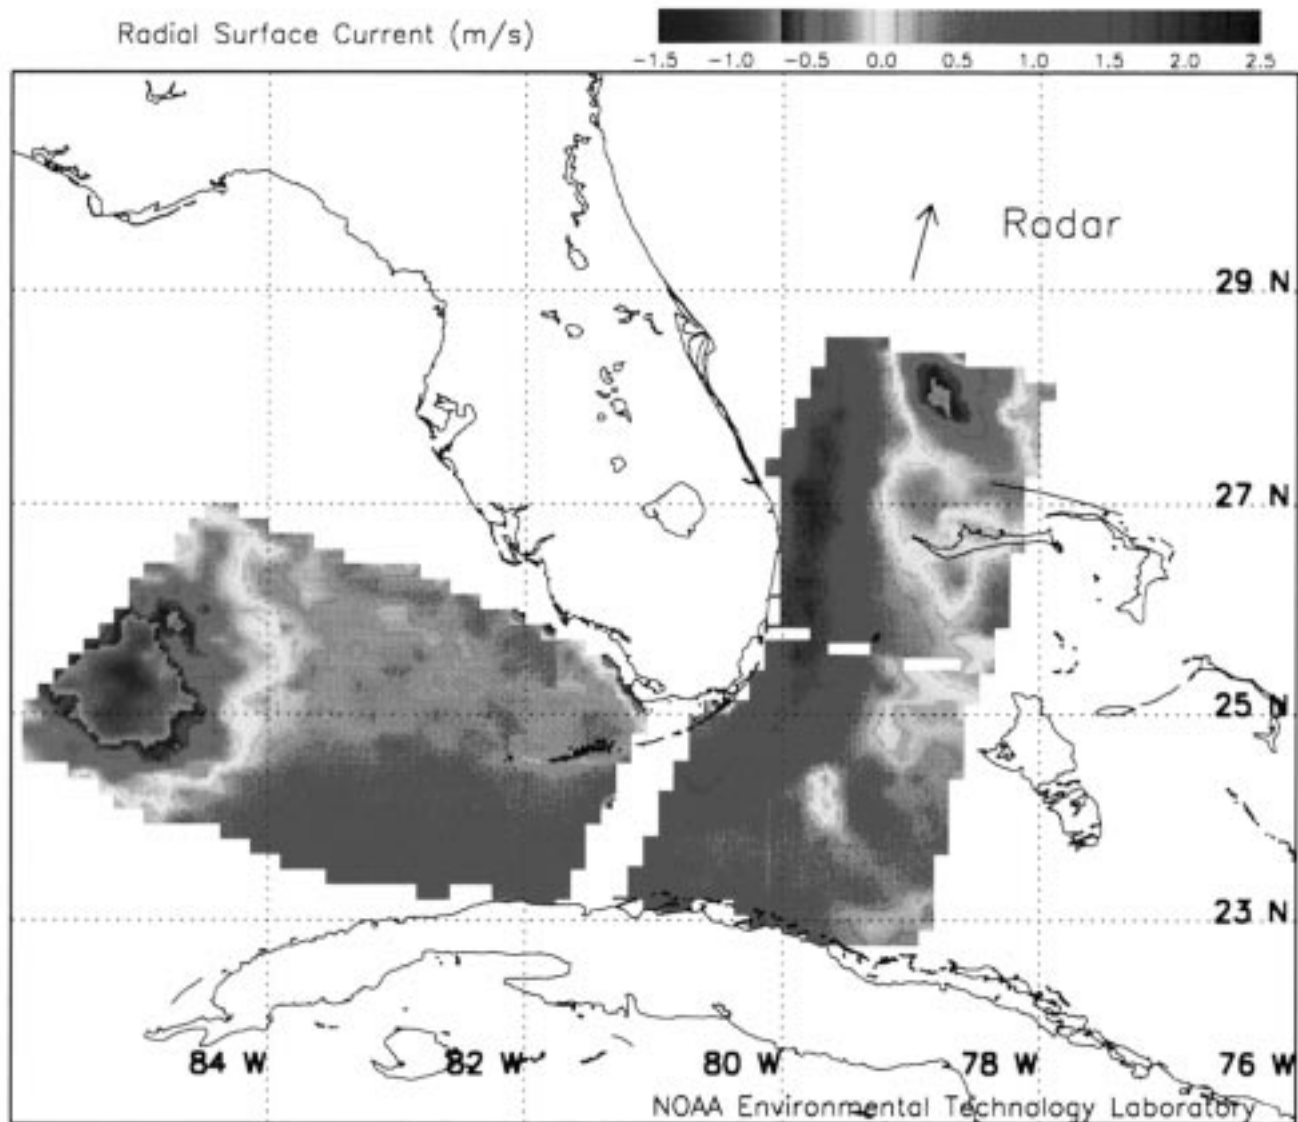 Radial Surface Current (m/s)
-1.5 -1.0 -0.5 0.0 0.5 1.0 1.5 2.0 2.5
Radar
29 N
27 N
25 N
23 N
84 W 82 W 80 W 78 W 76 W
NOAA Environmental Technology Laboratory